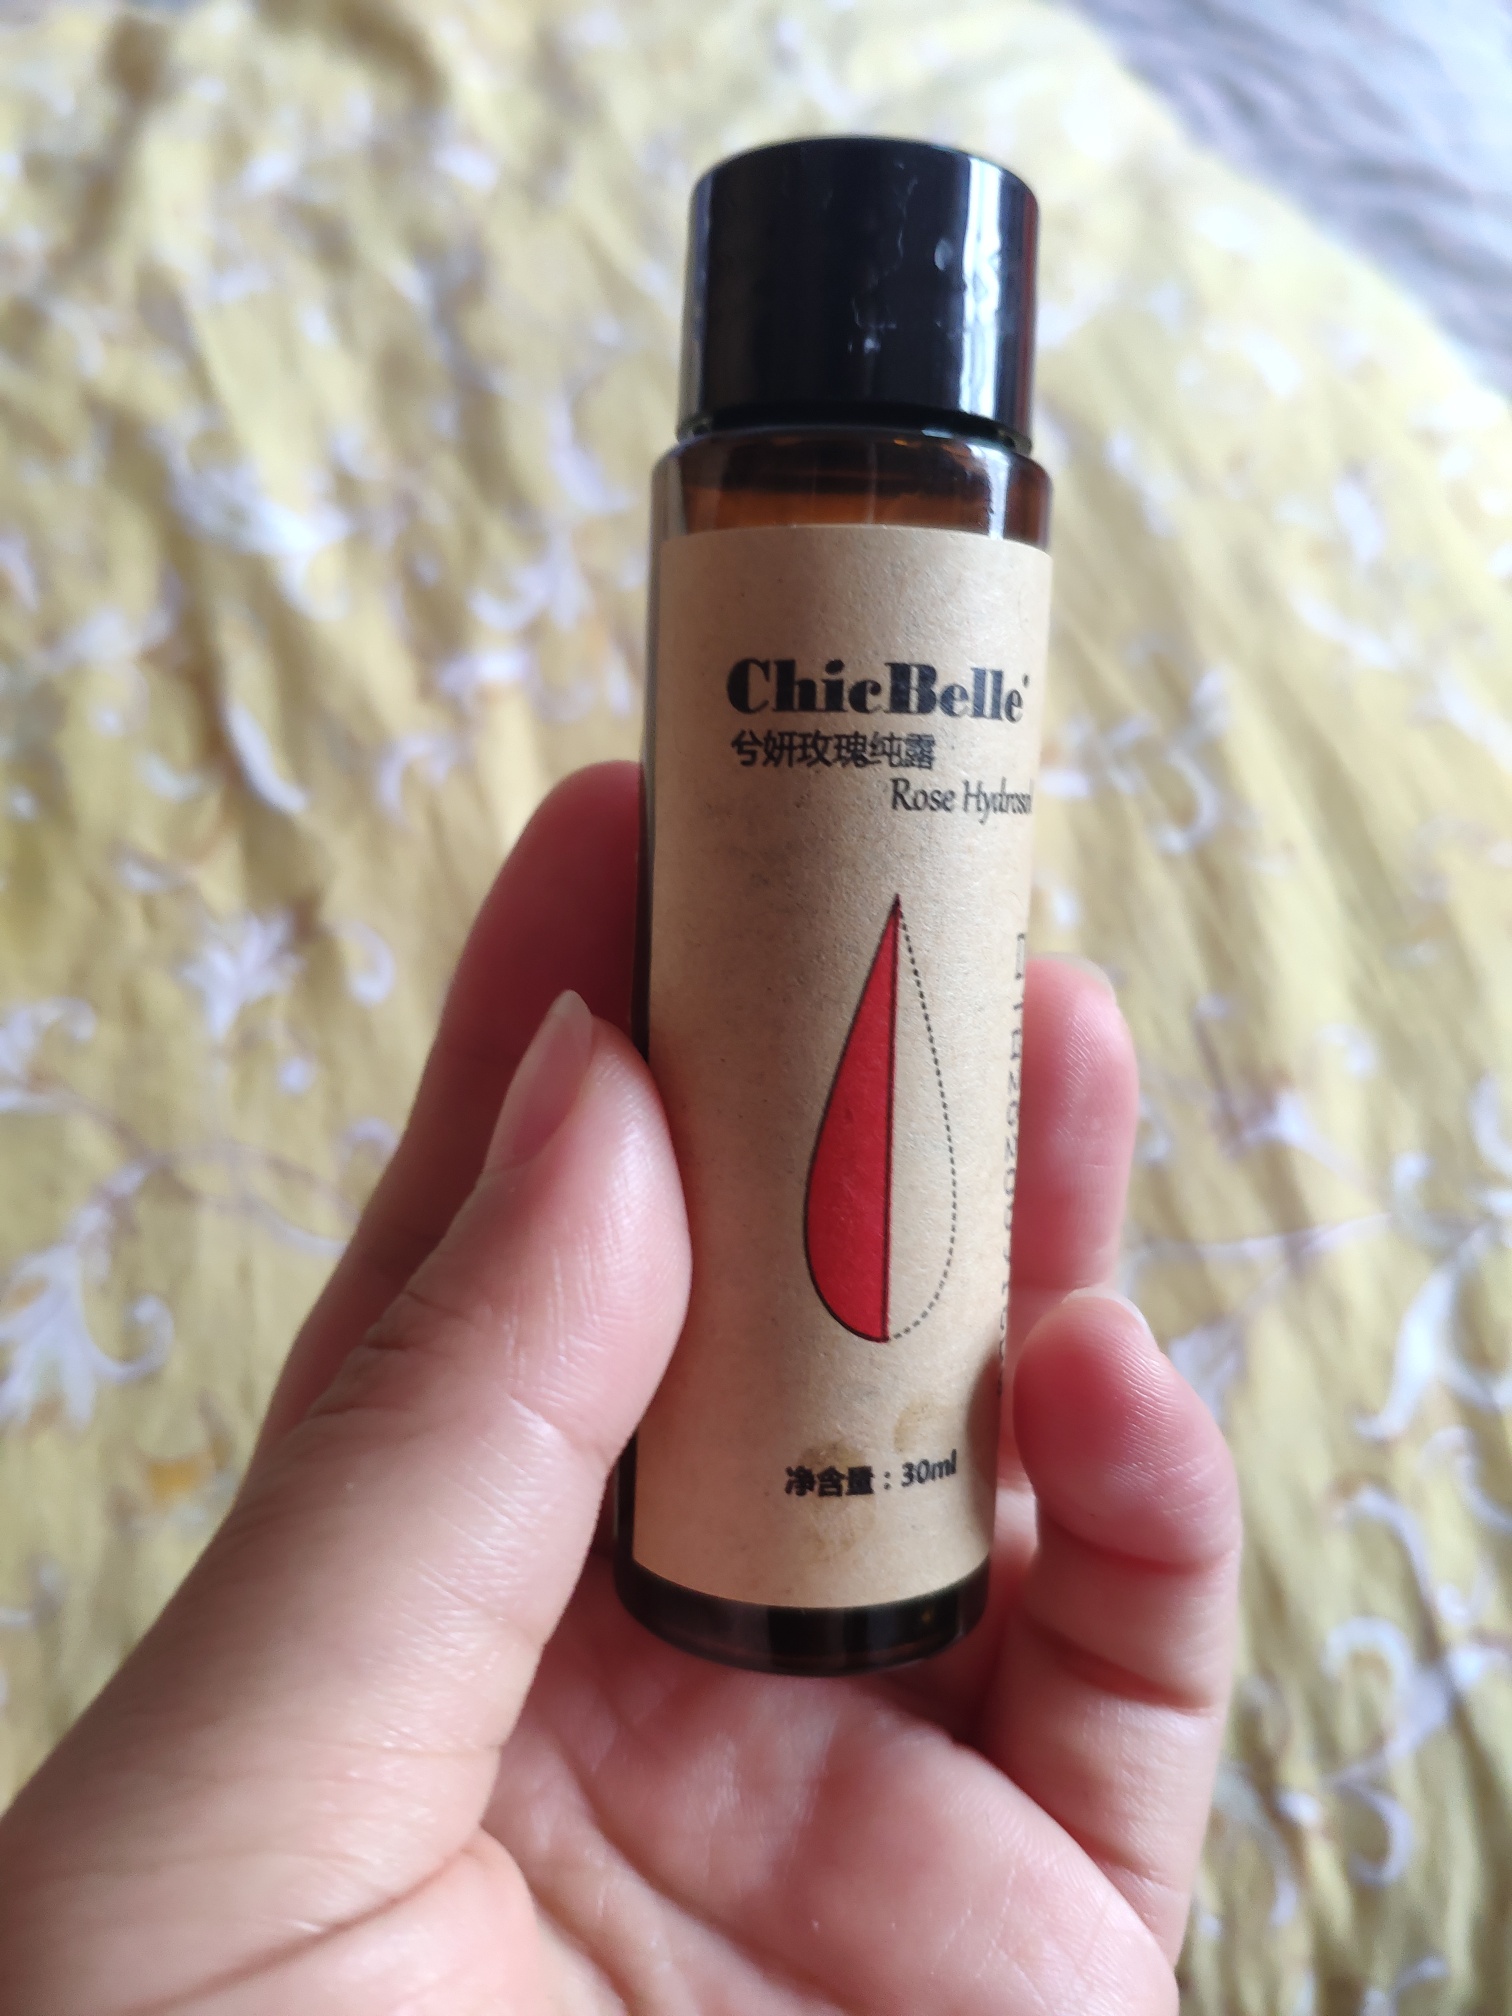 ChicBelle
兮妍玫瑰纯露
Rose Hydrosol
净含量：30ml